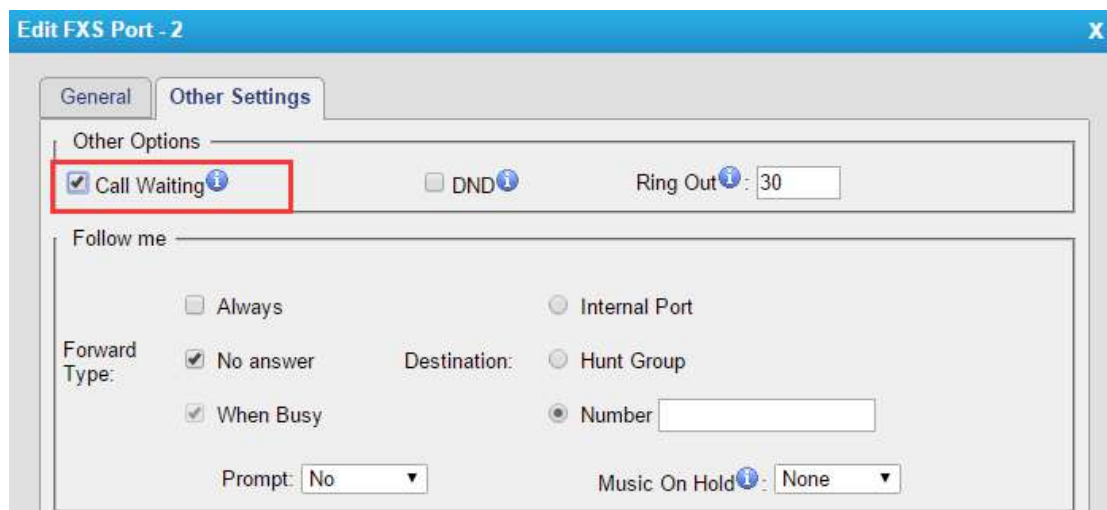 Edit FXS Port - 2 X
General Other Settings
Other Options
Call Waiting DND Ring Out : 30
Follow me
Always Internal Port
Forward Type: No answer Destination: Hunt Group
When Busy Number
Prompt: No Music On Hold : None